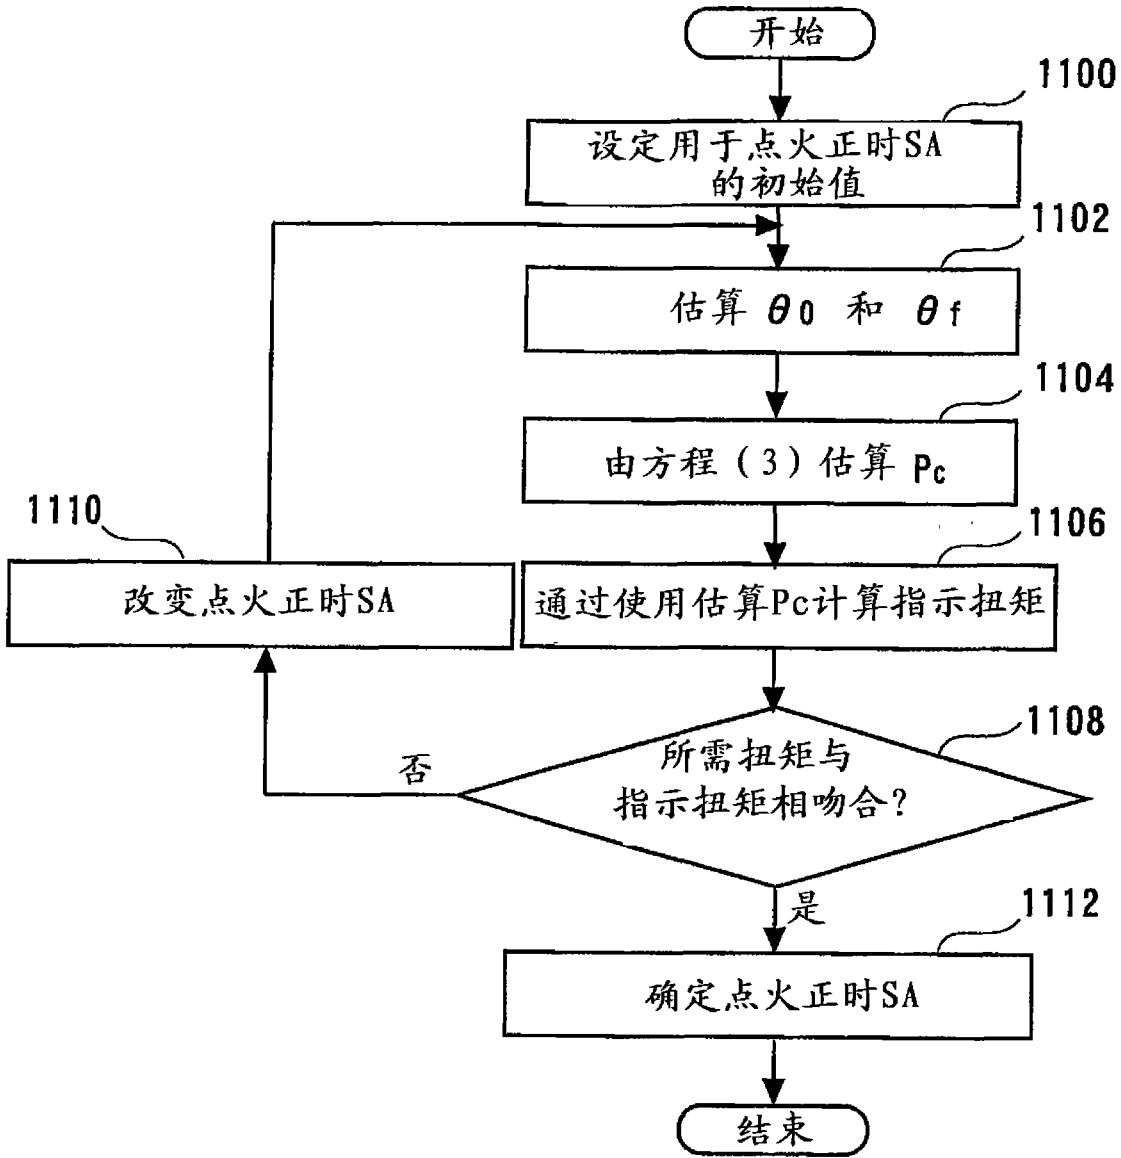 开始
1100
设定用于点火正时SA
的初始值
1102
估算 θ0 和 θf
1104
由方程(3)估算 Pc
1106
通过使用估算Pc计算指示扭矩
1108
所需扭矩与
指示扭矩相吻合?
否
1110
改变点火正时SA
是
1112
确定点火正时SA
结束